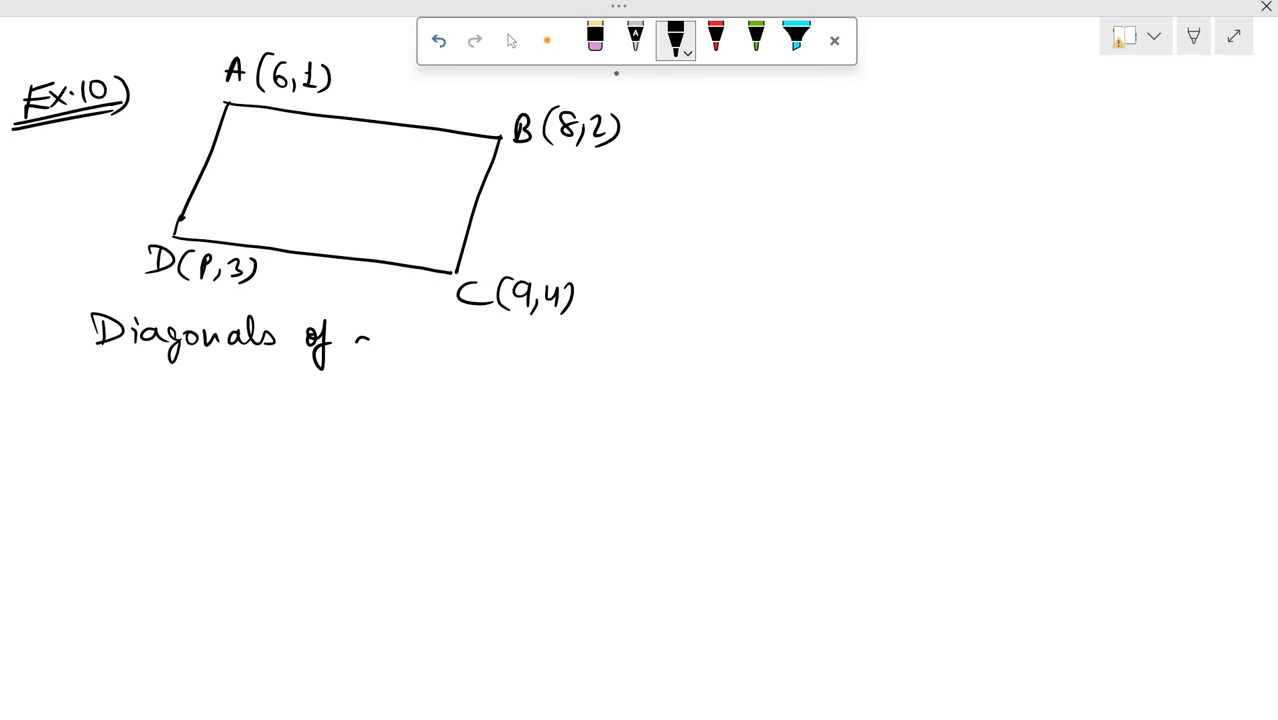 Ex.10)
A(6,1)
B(8,2)
D(P,3)
C(9,4)
Diagonals of